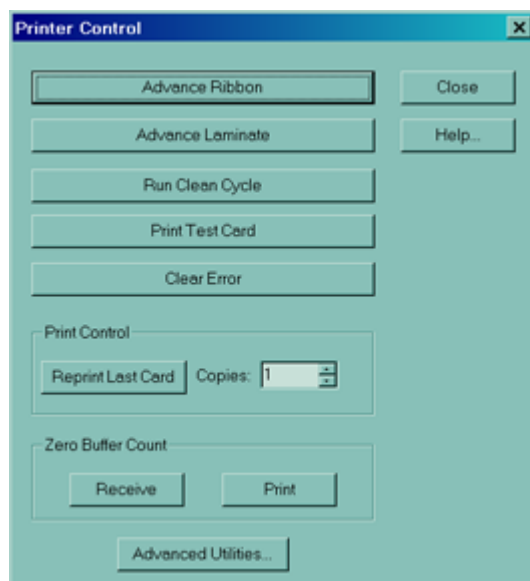 Printer Control
Advance Ribbon
Close
Advance Laminate
Help...
Run Clean Cycle
Print Test Card
Clear Error
Print Control
Reprint Last Card
Copies: 1
Zero Buffer Count
Receive
Print
Advanced Utilities...